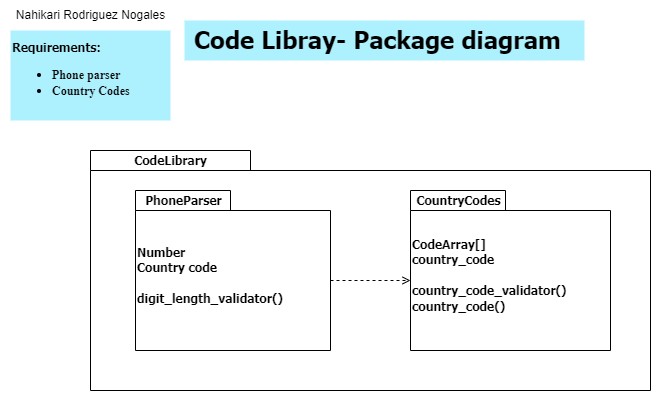 Nahikari Rodriguez Nogales
Code Libray- Package diagram
Requirements:
Phone parser
Country Codes
CodeLibrary
PhoneParser
Number
Country code
digit_length_validator()
CountryCodes
CodeArray[]
country_code
country_code_validator()
country_code()